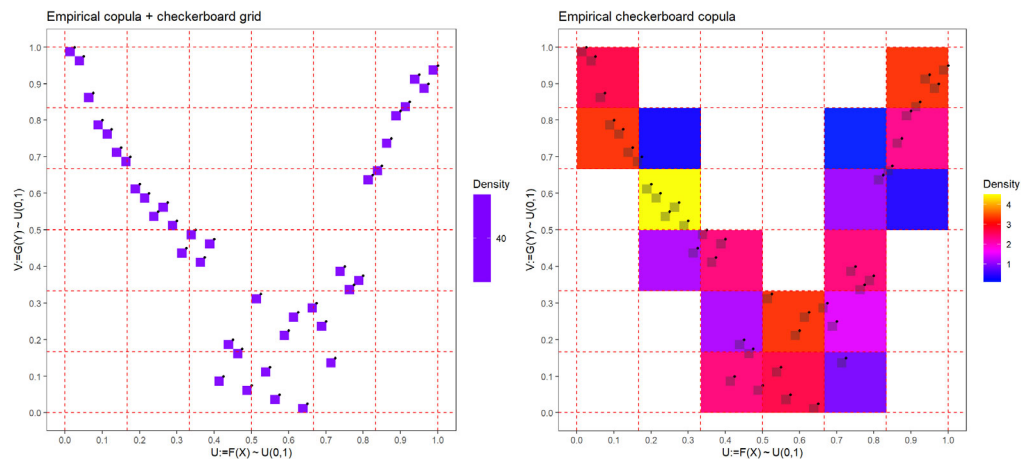 Empirical copula + checkerboard grid
1.0
0.9
0.8
0.7
0.6
0.5
0.4
0.3
0.2
0.1
0.0
V:=G(Y) ~ U(0,1)
0.0 0.1 0.2 0.3 0.4 0.5 0.6 0.7 0.8 0.9 1.0
U:=F(X) ~ U(0,1)
Density
40
Empirical checkerboard copula
1.0
0.9
0.8
0.7
0.6
0.5
0.4
0.3
0.2
0.1
0.0
V:=G(Y) ~ U(0,1)
0.0 0.1 0.2 0.3 0.4 0.5 0.6 0.7 0.8 0.9 1.0
U:=F(X) ~ U(0,1)
Density
4
3
2
1